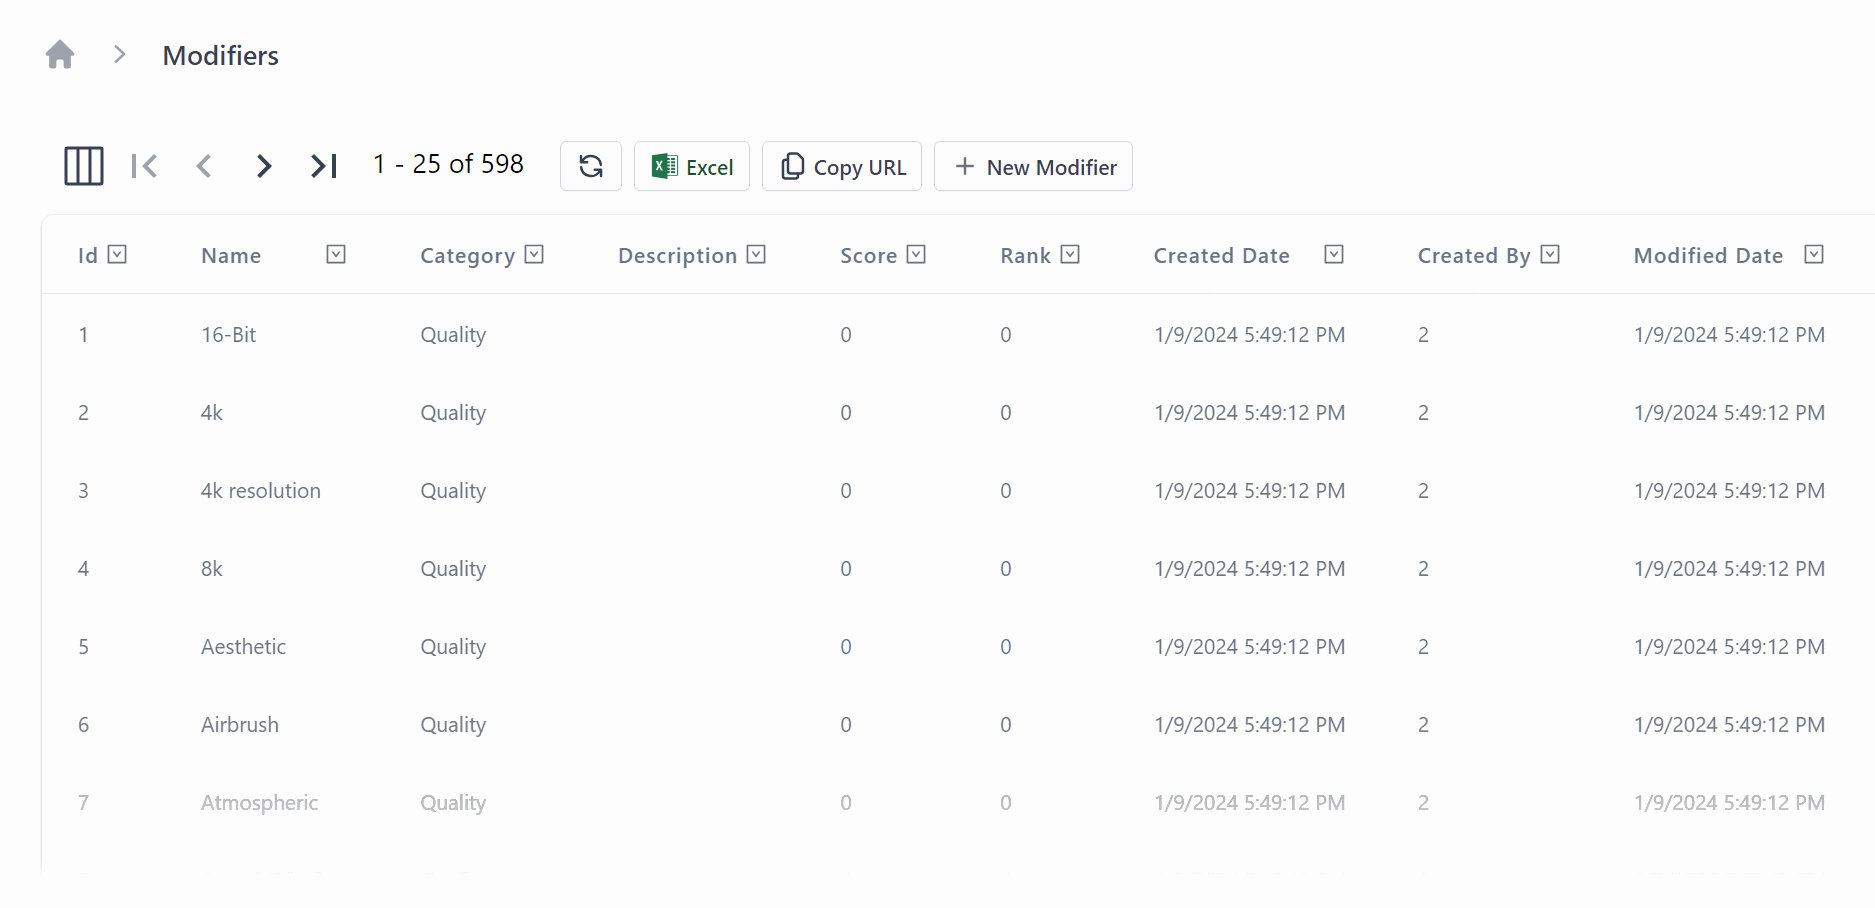 Modifiers
1 - 25 of 598 Excel Copy URL New Modifier
Id Name Category Description Score Rank Created Date Created By Modified Date
1 16-Bit Quality 0 0 1/9/2024 5:49:12 PM 2 1/9/2024 5:49:12 PM
2 4k Quality 0 0 1/9/2024 5:49:12 PM 2 1/9/2024 5:49:12 PM
3 4k resolution Quality 0 0 1/9/2024 5:49:12 PM 2 1/9/2024 5:49:12 PM
4 8k Quality 0 0 1/9/2024 5:49:12 PM 2 1/9/2024 5:49:12 PM
5 Aesthetic Quality 0 0 1/9/2024 5:49:12 PM 2 1/9/2024 5:49:12 PM
6 Airbrush Quality 0 0 1/9/2024 5:49:12 PM 2 1/9/2024 5:49:12 PM
7 Atmospheric Quality 0 0 1/9/2024 5:49:12 PM 2 1/9/2024 5:49:12 PM